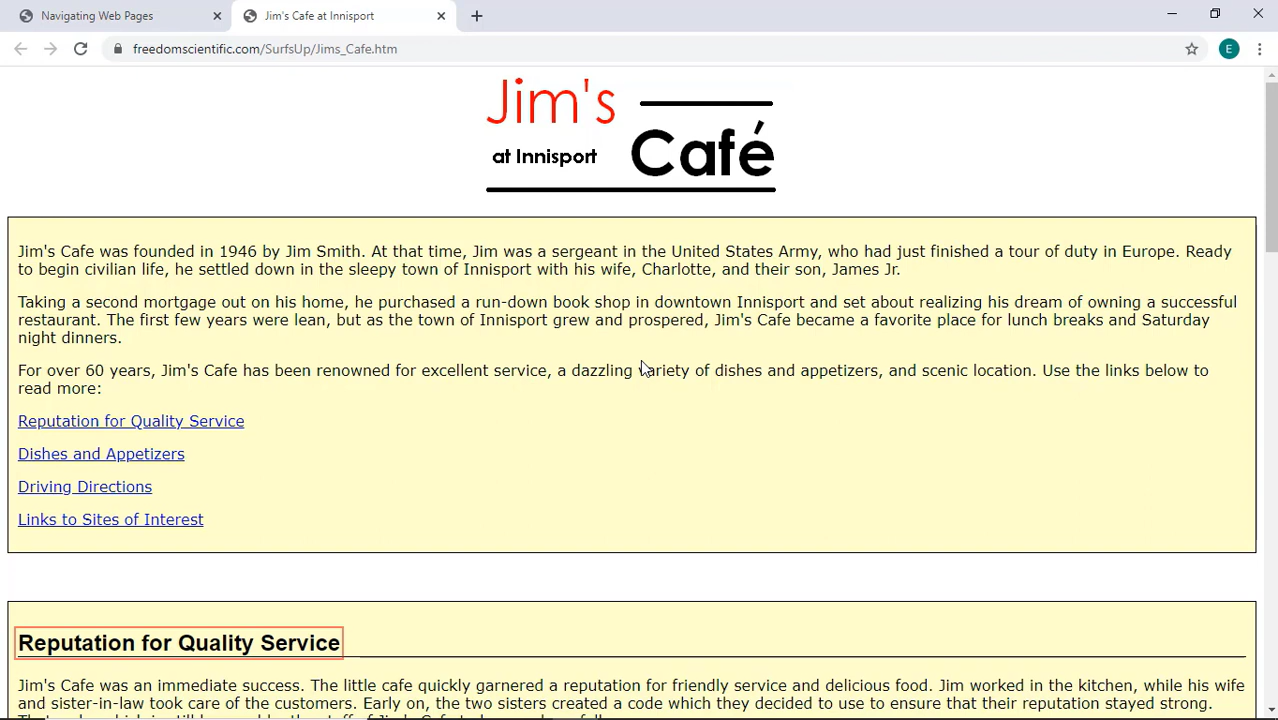 Navigating Web Pages
Jim's Cafe at Innisport
freedomscientific.com/SurfsUp/Jims_Cafe.htm
E
Jim's
at Innisport
Café
Jim's Cafe was founded in 1946 by Jim Smith. At that time, Jim was a sergeant in the United States Army, who had just finished a tour of duty in Europe. Ready
to begin civilian life, he settled down in the sleepy town of Innisport with his wife, Charlotte, and their son, James Jr.
Taking a second mortgage out on his home, he purchased a run-down book shop in downtown Innisport and set about realizing his dream of owning a successful
restaurant. The first few years were lean, but as the town of Innisport grew and prospered, Jim's Cafe became a favorite place for lunch breaks and Saturday
night dinners.
For over 60 years, Jim's Cafe has been renowned for excellent service, a dazzling variety of dishes and appetizers, and scenic location. Use the links below to
read more:
Reputation for Quality Service
Dishes and Appetizers
Driving Directions
Links to Sites of Interest
Reputation for Quality Service
Jim's Cafe was an immediate success. The little cafe quickly garnered a reputation for friendly service and delicious food. Jim worked in the kitchen, while his wife
and sister-in-law took care of the customers. Early on, the two sisters created a code which they decided to use to ensure that their reputation stayed strong.